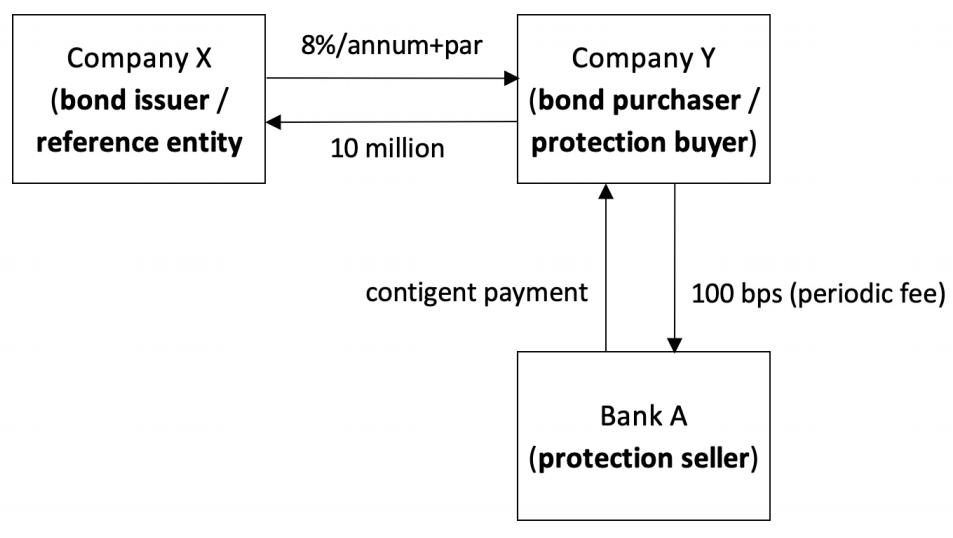 Company X
(bond issuer /
reference entity
8%/annum+par
10 million
Company Y
(bond purchaser /
protection buyer)
contigent payment
100 bps (periodic fee)
Bank A
(protection seller)